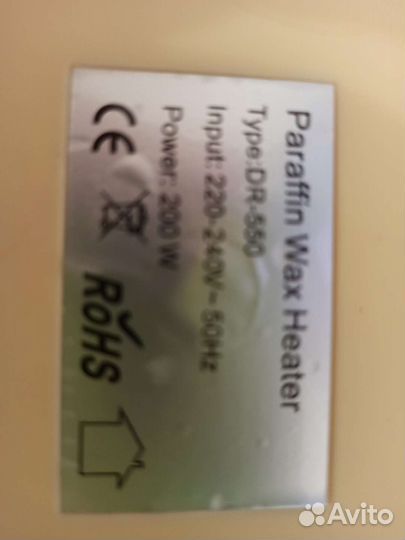 Paraffin Wax Heater
Type:DR-550
Input: 220-240V~50Hz
Power: 200 W
CE
RoHS
Avito